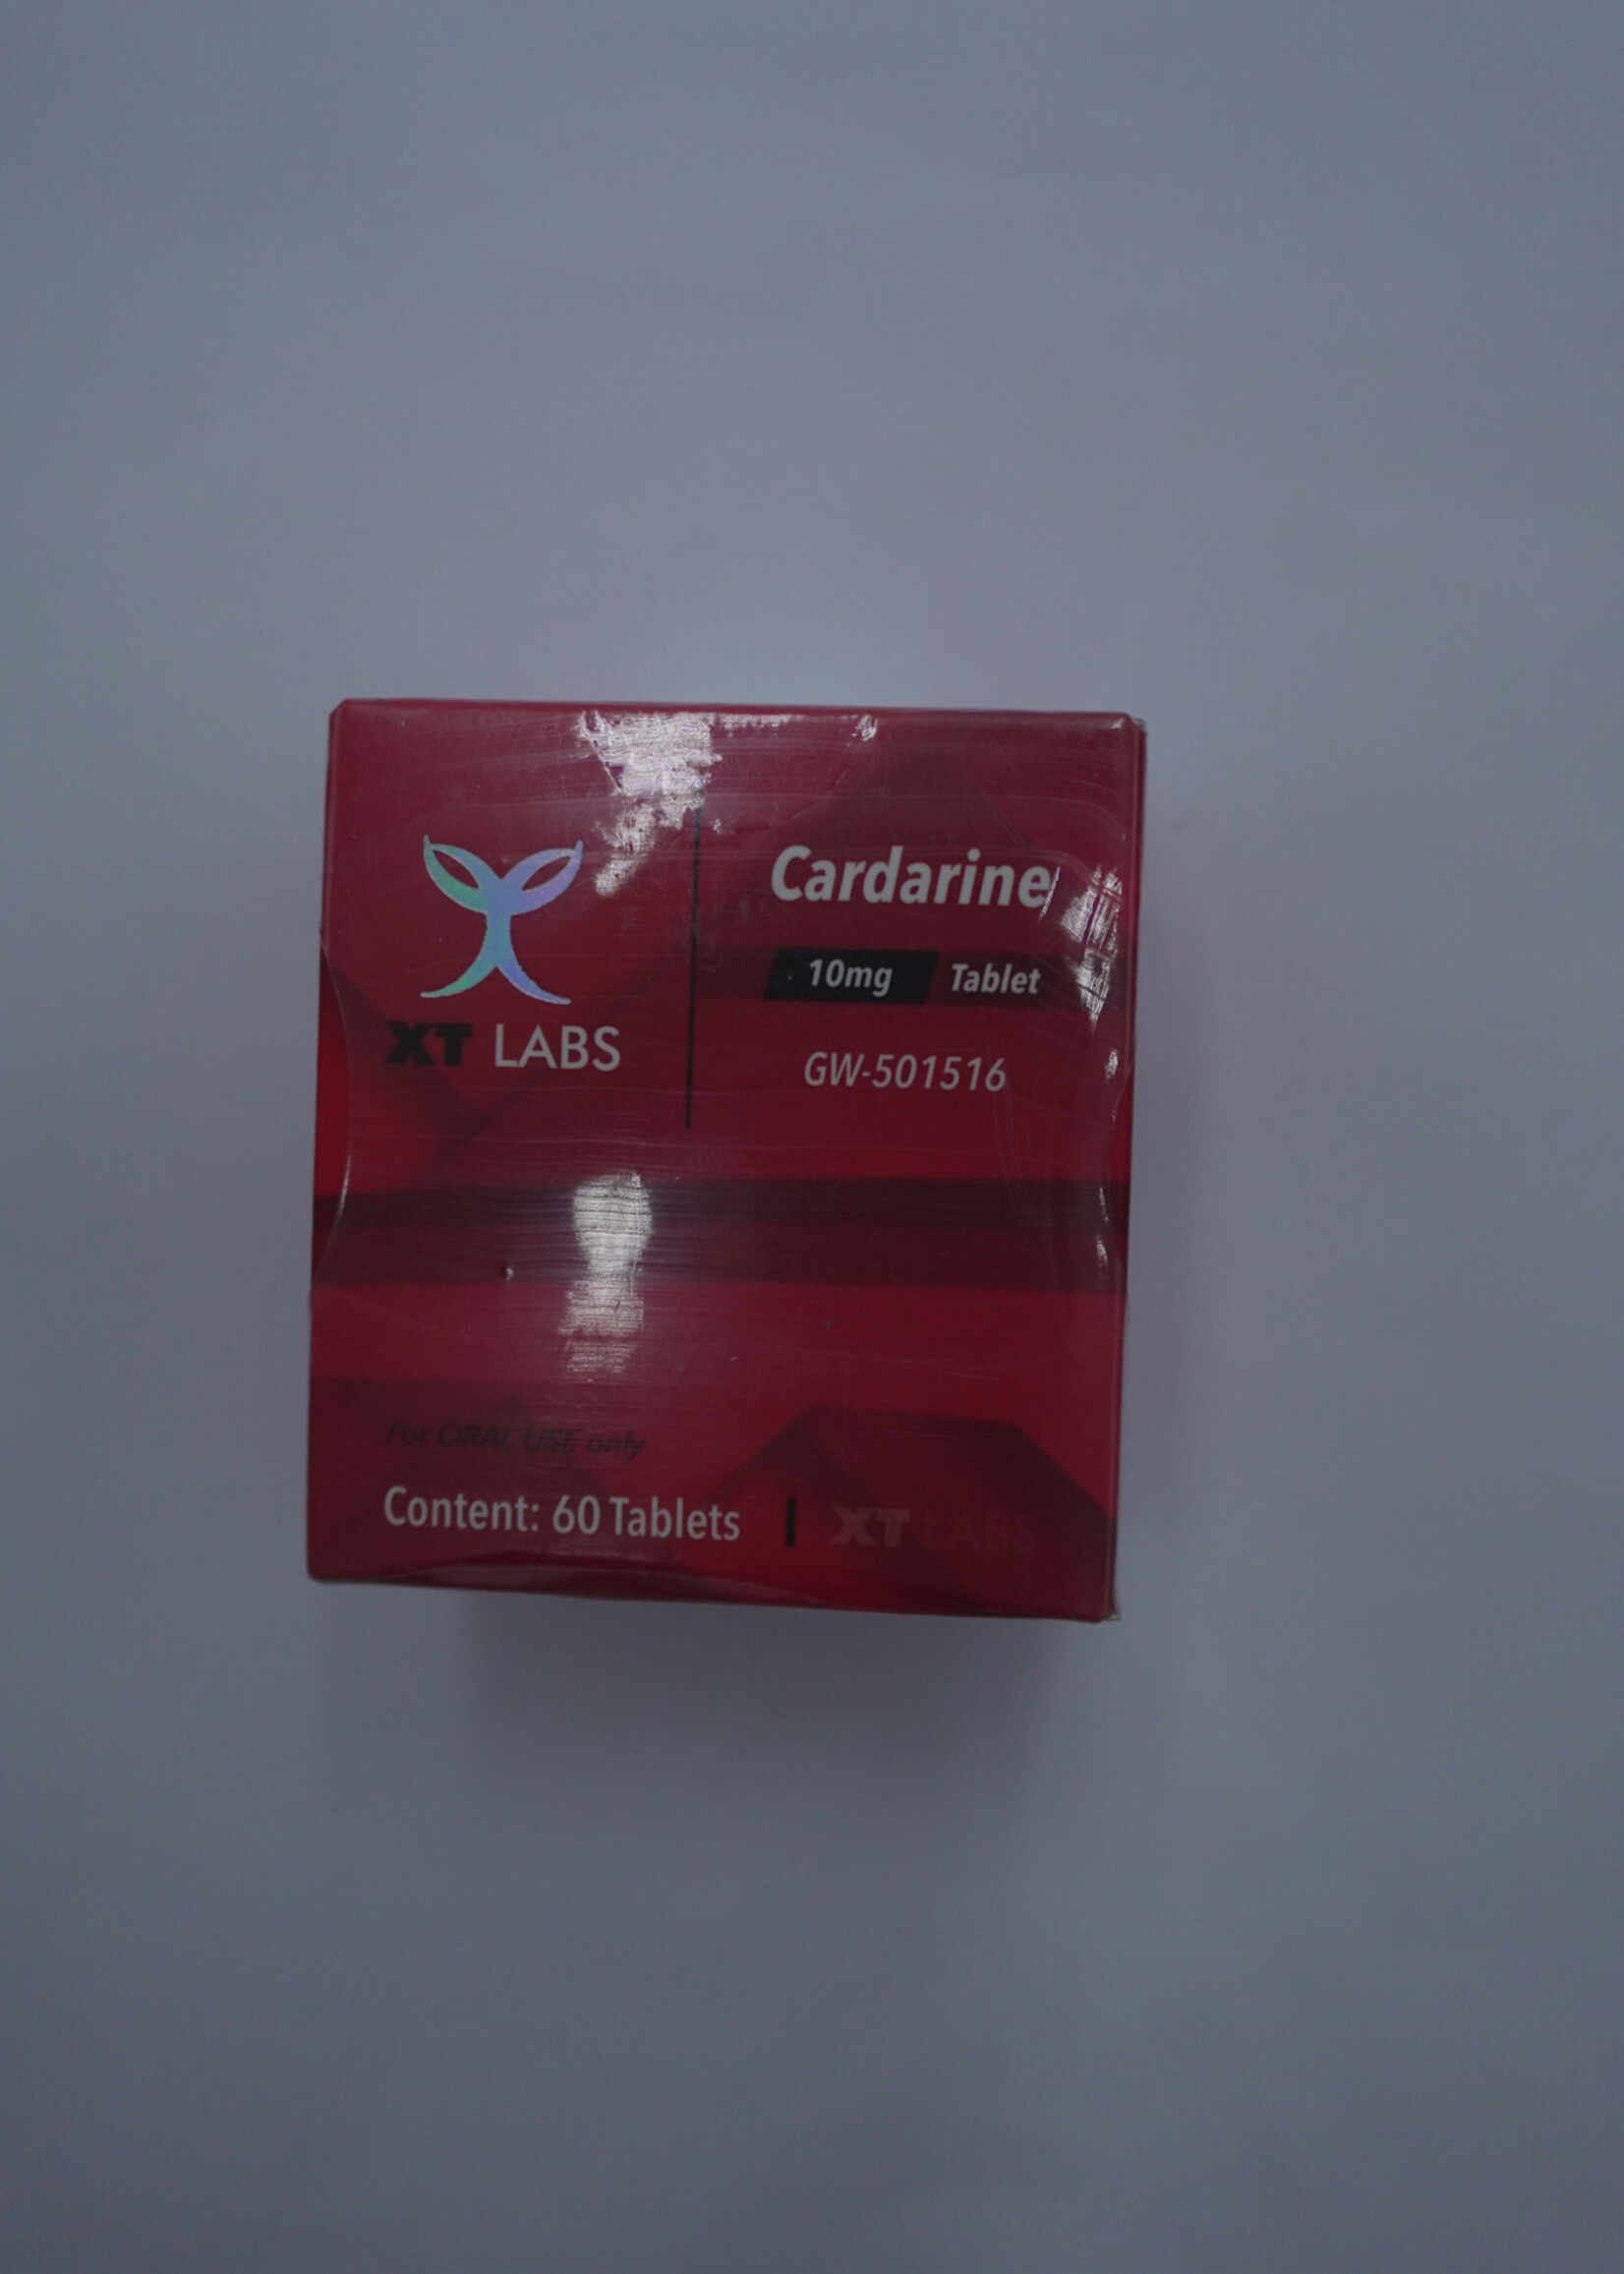 XT LABS
Cardarine
10mg Tablet
GW-501516
For ORAL USE only
Content: 60 Tablets | XT LABS